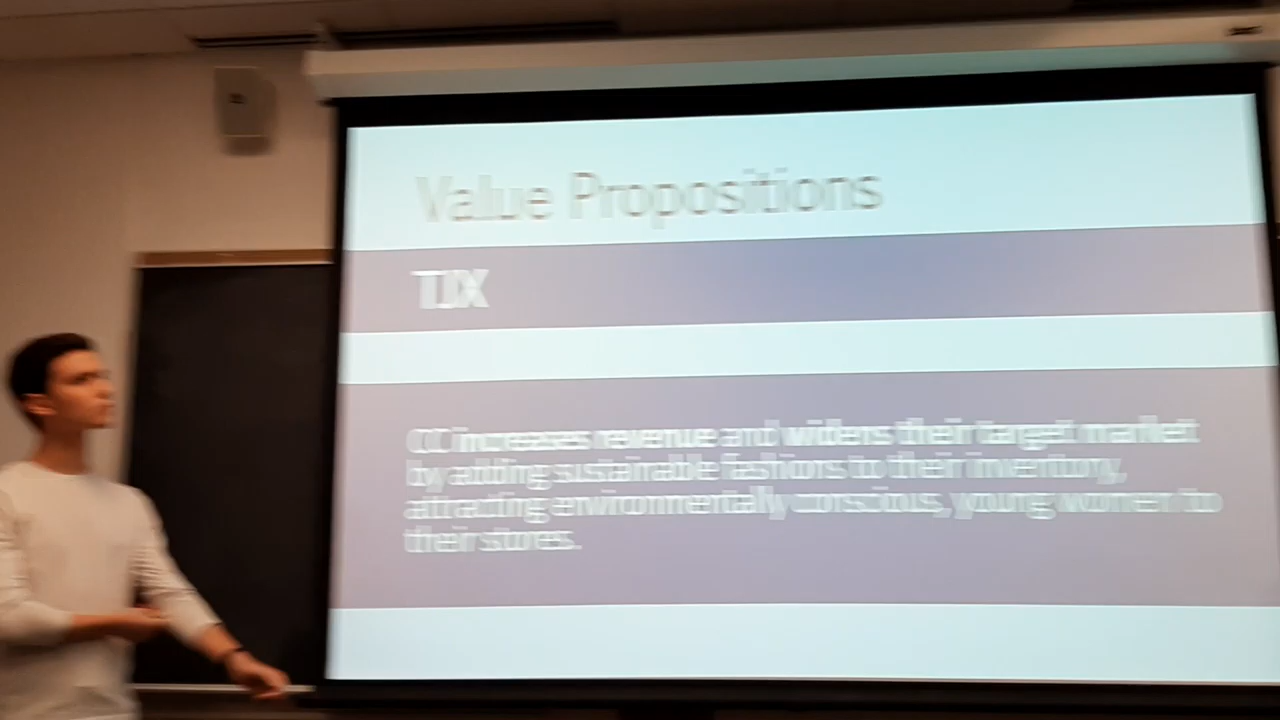 Value Propositions
TJX
CC increases revenue and widens their target market
by adding sustainable fashions to their inventory,
attracting environmentally conscious, young women to
their stores.